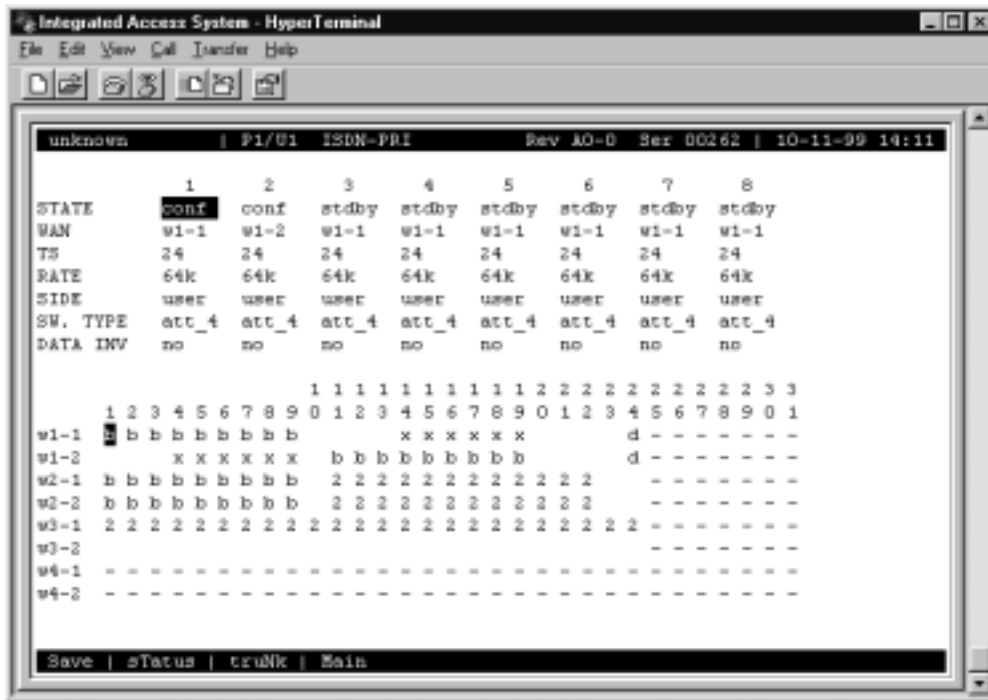 Integrated Access System - HyperTerminal
File Edit View Call Transfer Help
unknown | P1/U1 ISDN-PRI Rev A0-0 Ser 00262 | 10-11-99 14:11
1 2 3 4 5 6 7 8
STATE conf conf stdby stdby stdby stdby stdby stdby
WAN w1-1 w1-2 w1-1 w1-1 w1-1 w1-1 w1-1 w1-1
TS 24 24 24 24 24 24 24 24
RATE 64k 64k 64k 64k 64k 64k 64k 64k
SIDE user user user user user user user user
SW. TYPE att_4 att_4 att_4 att_4 att_4 att_4 att_4 att_4
DATA INV no no no no no no no no
1 1 1 1 1 1 1 1 1 1 2 2 2 2 2 2 2 2 2 2 3 3
1 2 3 4 5 6 7 8 9 0 1 2 3 4 5 6 7 8 9 0 1 2 3 4 5 6 7 8 9 0 1
w1-1 b b b b b b b b b x x x x x x d - - - - - - -
w1-2 x x x x x x b b b b b b b b b d - - - - - - -
w2-1 b b b b b b b b b 2 2 2 2 2 2 2 2 2 2 2 2 - - - - - - -
w2-2 b b b b b b b b b 2 2 2 2 2 2 2 2 2 2 2 2 - - - - - - -
w3-1 2 2 2 2 2 2 2 2 2 2 2 2 2 2 2 2 2 2 2 2 2 2 2 2 - - - - - - -
w3-2 - - - - - - -
w4-1 - - - - - - - - - - - - - - - - - - - - - - - - - - - - - - -
w4-2 - - - - - - - - - - - - - - - - - - - - - - - - - - - - - - -
Save | sTatus | truNk | Main